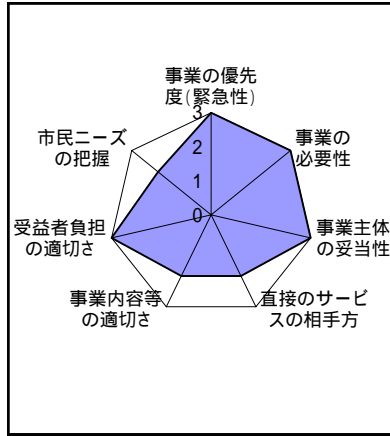 事業の優先
度(緊急性)
事業の
必要性
事業主体
の妥当性
直接のサービ
スの相手方
事業内容等
の適切さ
受益者負担
の適切さ
市民ニーズ
の把握
3
2
1
0